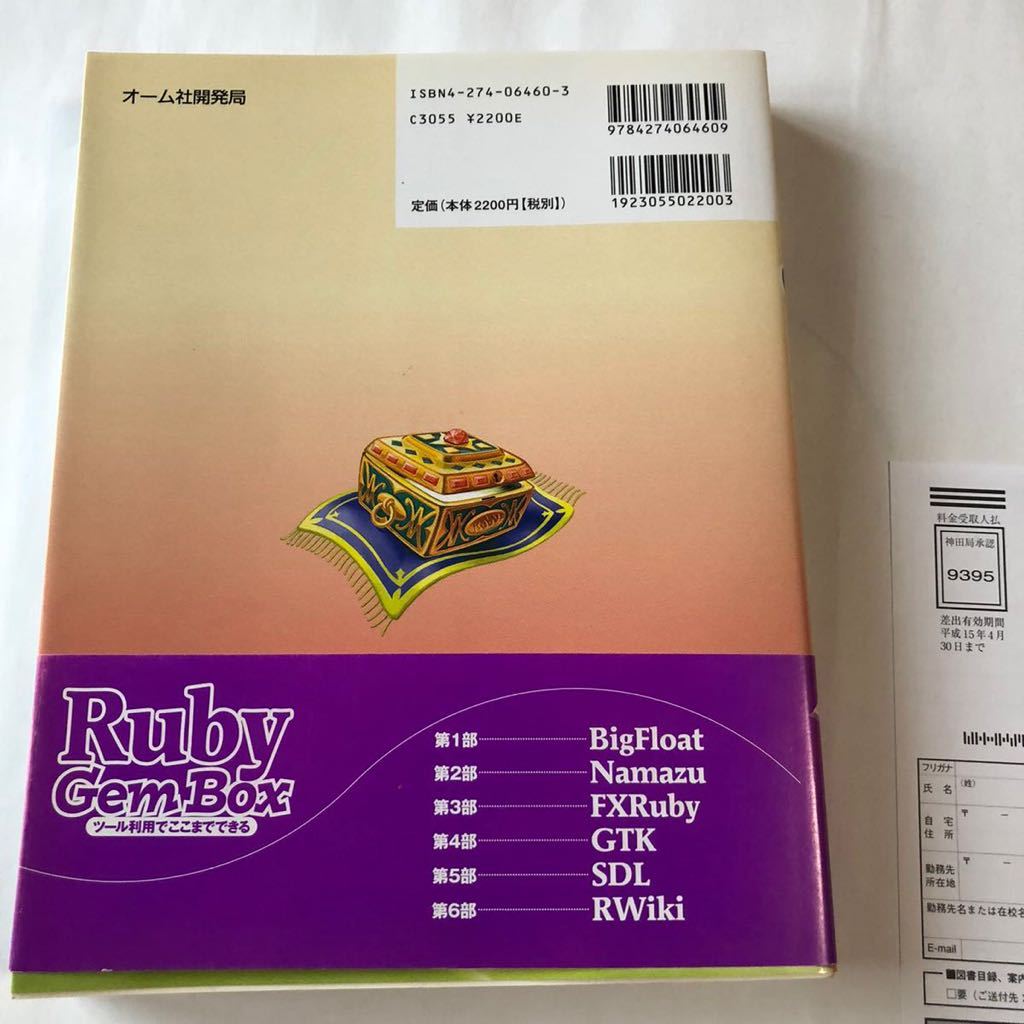 オーム社開発局
ISBN4-274-06460-3
C3055 ¥2200E
定価(本体2200円【税別】)
9784274064609
1923055022003
Ruby
Gem Box
ツール利用でここまでできる
第1部 BigFloat
第2部 Namazu
第3部 FXRuby
第4部 GTK
第5部 SDL
第6部 RWiki
料金受取人払
神田局承認
9395
差出有効期間
平成15年4月
30日まで
フリガナ
氏 名 (姓)
自 宅
住 所
〒 －
勤務先
所在地
〒 －
勤務先名または在校名
E-mail
■図書目録、案内
□要(ご送付先: